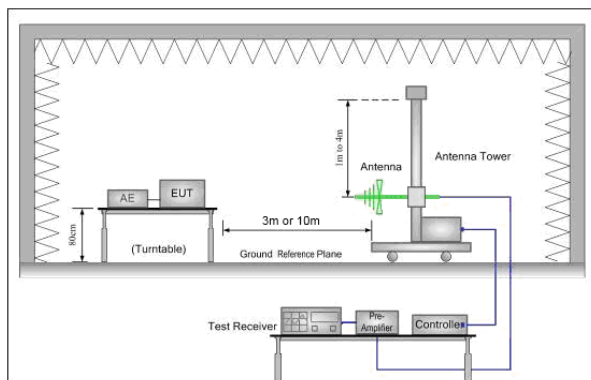 1m to 4m
Antenna
Antenna Tower
AE
EUT
3m or 10m
80cm
(Turntable)
Ground Reference Plane
Test Receiver
Pre-
Amplifier
Controller